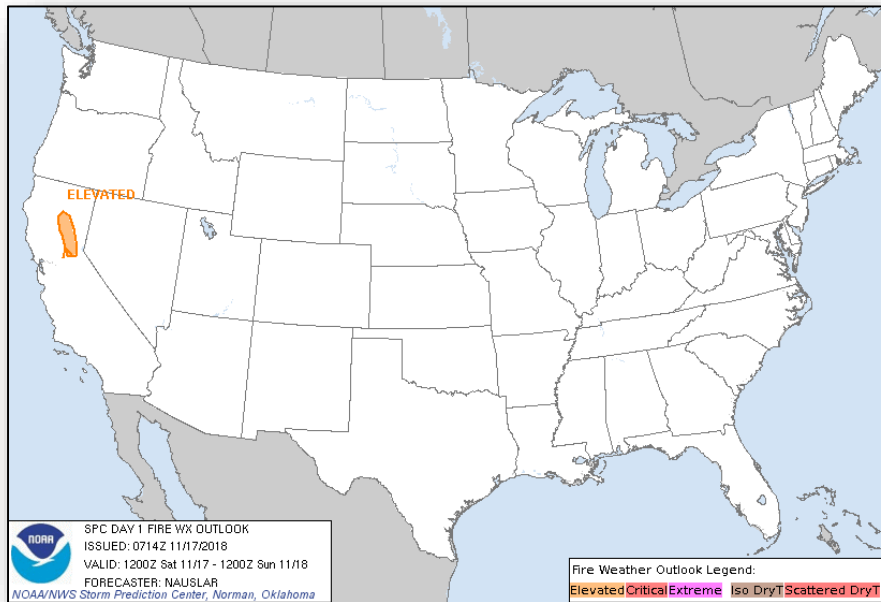 ELEVATED
NOAA
SPC DAY 1 FIRE WX OUTLOOK
ISSUED: 0714Z 11/17/2018
VALID: 1200Z Sat 11/17 - 1200Z Sun 11/18
FORECASTER: NAUSLAR
NOAA/NWS Storm Prediction Center, Norman, Oklahoma
Fire Weather Outlook Legend:
Elevated Critical Extreme Iso DryT Scattered DryT